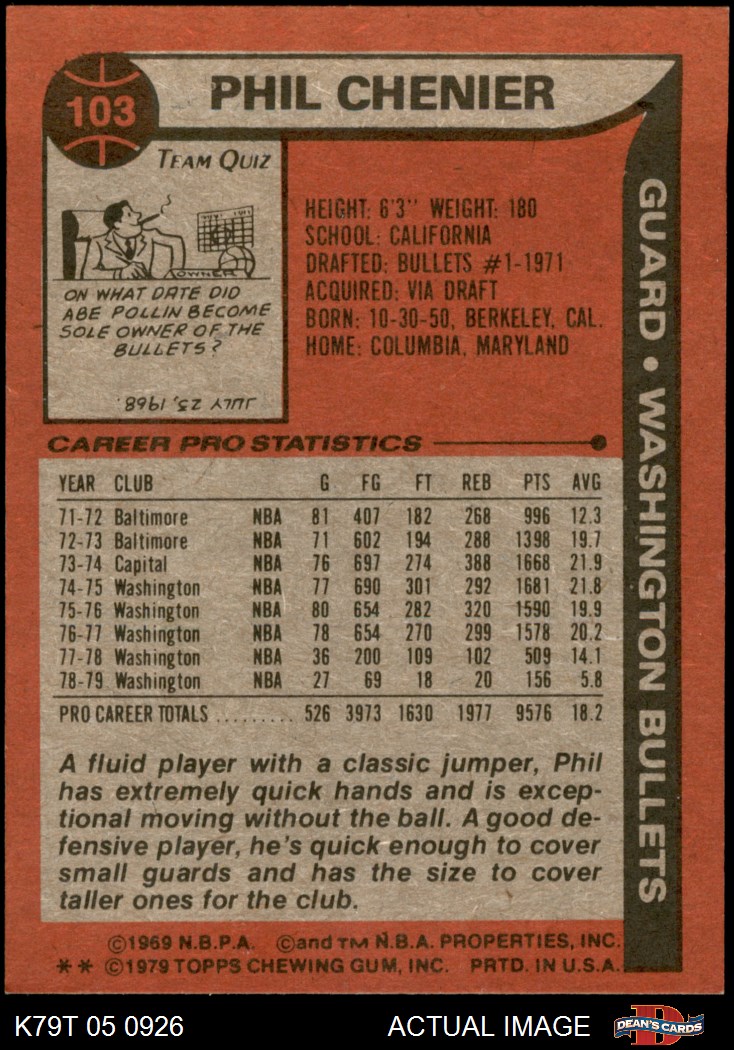 103
PHIL CHENIER
TEAM QUIZ
OWNER
ON WHAT DATE DID
ABE POLLIN BECOME
SOLE OWNER OF THE
BULLETS?
JULY 25, 1968.
HEIGHT: 6'3" WEIGHT: 180
SCHOOL: CALIFORNIA
DRAFTED: BULLETS #1-1971
ACQUIRED: VIA DRAFT
BORN: 10-30-50, BERKELEY, CAL.
HOME: COLUMBIA, MARYLAND
GUARD • WASHINGTON BULLETS
CAREER PRO STATISTICS
YEAR CLUB G FG FT REB PTS AVG
71-72 Baltimore NBA 81 407 182 268 996 12.3
72-73 Baltimore NBA 71 602 194 288 1398 19.7
73-74 Capital NBA 76 697 274 388 1668 21.9
74-75 Washington NBA 77 690 301 292 1681 21.8
75-76 Washington NBA 80 654 282 320 1590 19.9
76-77 Washington NBA 78 654 270 299 1578 20.2
77-78 Washington NBA 36 200 109 102 509 14.1
78-79 Washington NBA 27 69 18 20 156 5.8
PRO CAREER TOTALS ......... 526 3973 1630 1977 9576 18.2
A fluid player with a classic jumper, Phil
has extremely quick hands and is excep-
tional moving without the ball. A good de-
fensive player, he's quick enough to cover
small guards and has the size to cover
taller ones for the club.
©1969 N.B.P.A. ©and TM N.B.A. PROPERTIES, INC.
** ©1979 TOPPS CHEWING GUM, INC. PRTD. IN U.S.A.
K79T 05 0926 ACTUAL IMAGE
DEAN'S CARDS